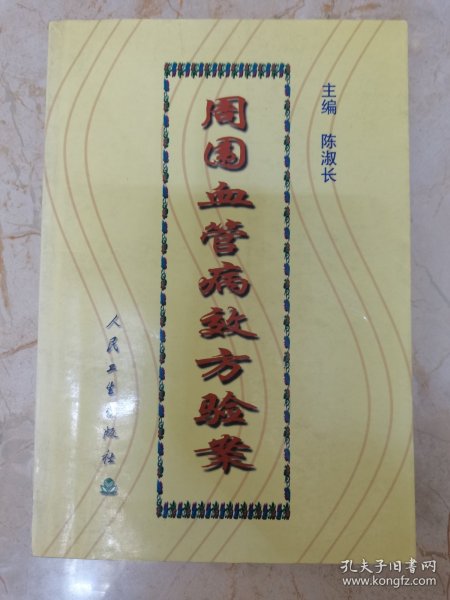 主编 陈淑长
周围血管病效方验案
人民卫生出版社
孔夫子旧书网
www.kongfz.com